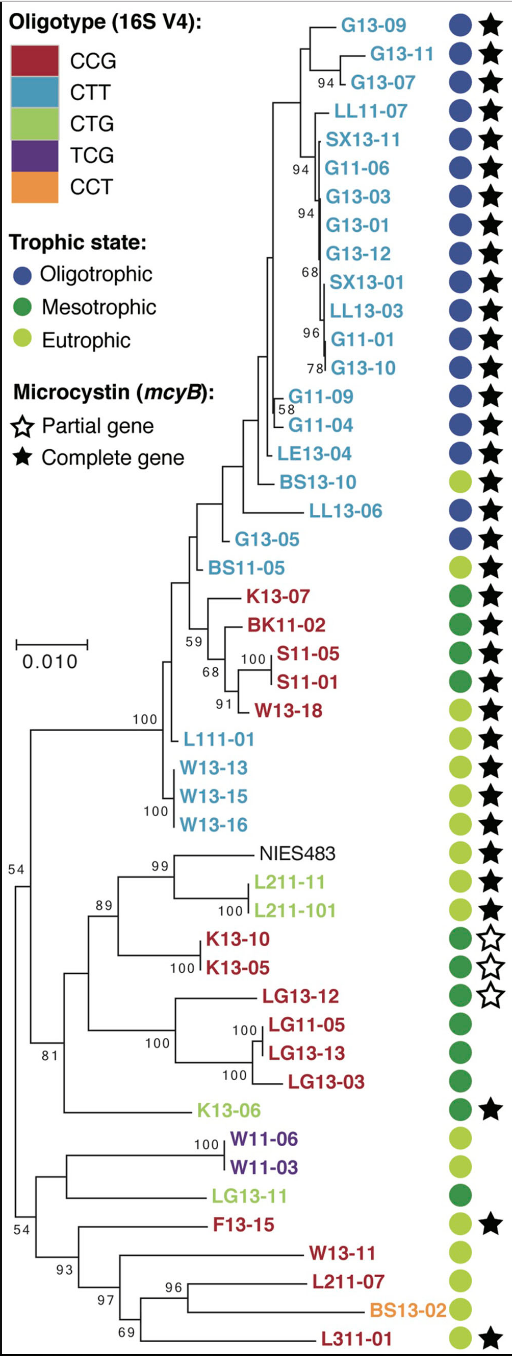 Oligotype (16S V4):
CCG
CTT
CTG
TCG
CCT
Trophic state:
Oligotrophic
Mesotrophic
Eutrophic
Microcystin (mcyB):
Partial gene
Complete gene
0.010
G13-09
G13-11
94
G13-07
LL11-07
SX13-11
94
G11-06
G13-03
94
G13-01
G13-12
68
SX13-01
LL13-03
96
G11-01
78
G13-10
G11-09
58
G11-04
LE13-04
BS13-10
LL13-06
G13-05
BS11-05
K13-07
59
BK11-02
100
S11-05
68
S11-01
91
W13-18
100
L111-01
W13-13
W13-15
100
W13-16
NIES483
99
54
L211-11
89
100
L211-101
K13-10
100
K13-05
LG13-12
LG11-05
100
100
LG13-13
81
100
LG13-03
K13-06
W11-06
100
W11-03
LG13-11
54
F13-15
93
W13-11
L211-07
96
97
BS13-02
69
L311-01